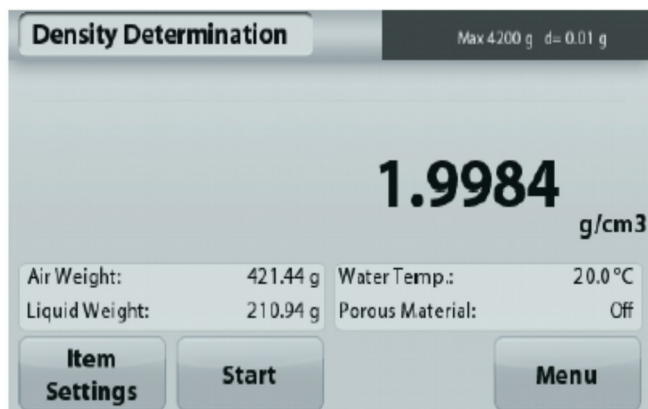 Density Determination
Max 4200 g d= 0.01 g
1.9984
g/cm3
Air Weight: 421.44 g
Liquid Weight: 210.94 g
Water Temp.: 20.0 °C
Porous Material: Off
Item
Settings
Start
Menu